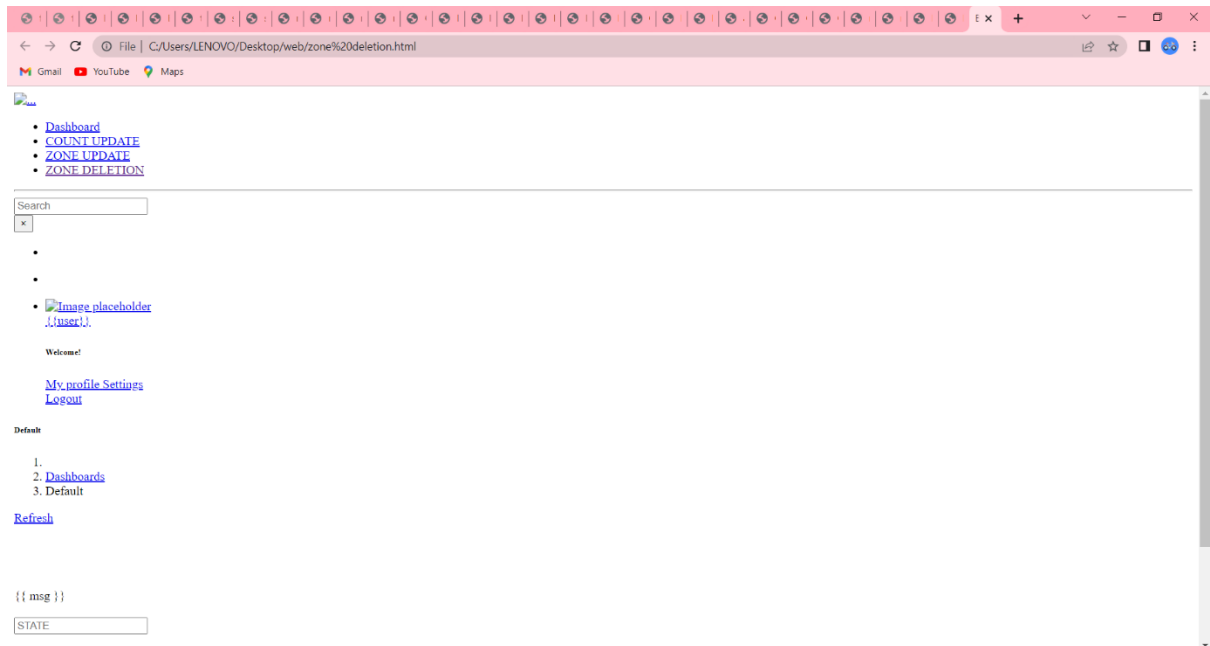 File | C:/Users/LENOVO/Desktop/web/zone%20deletion.html
Gmail YouTube Maps
...
Dashboard
COUNT UPDATE
ZONE UPDATE
ZONE DELETION
Search
×
Image placeholder
{{user}}
Welcome!
My profile Settings
Logout
Default
1.
2. Dashboards
3. Default
Refresh
{{ msg }}
STATE